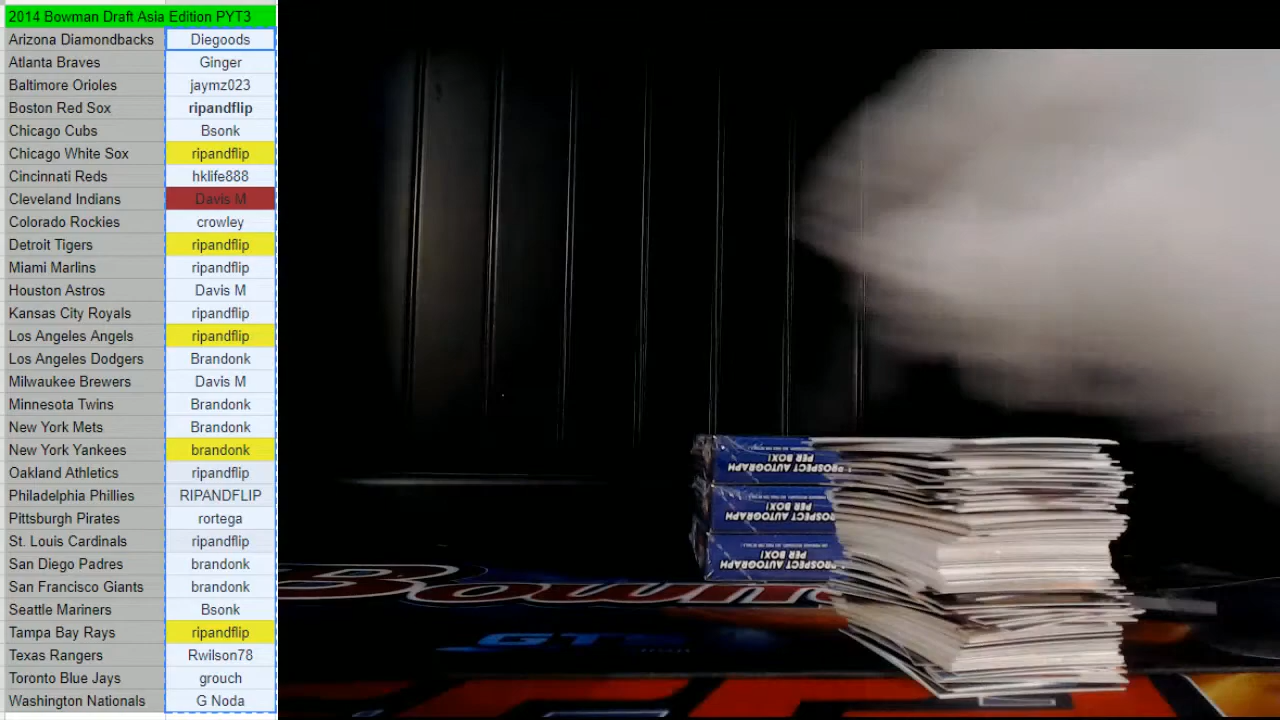 2014 Bowman Draft Asia Edition PYT3
Arizona Diamondbacks Diegoods
Atlanta Braves Ginger
Baltimore Orioles jaymz023
Boston Red Sox ripandflip
Chicago Cubs Bsonk
Chicago White Sox ripandflip
Cincinnati Reds hklife888
Cleveland Indians Davis M
Colorado Rockies crowley
Detroit Tigers ripandflip
Miami Marlins ripandflip
Houston Astros Davis M
Kansas City Royals ripandflip
Los Angeles Angels ripandflip
Los Angeles Dodgers Brandonk
Milwaukee Brewers Davis M
Minnesota Twins Brandonk
New York Mets Brandonk
New York Yankees brandonk
Oakland Athletics ripandflip
Philadelphia Phillies RIPANDFLIP
Pittsburgh Pirates rortega
St. Louis Cardinals ripandflip
San Diego Padres brandonk
San Francisco Giants brandonk
Seattle Mariners Bsonk
Tampa Bay Rays ripandflip
Texas Rangers Rwilson78
Toronto Blue Jays grouch
Washington Nationals G Noda
PROSPECT AUTOGRAPH
PER BOX!
PROSPECT AUTOGRAPH
PER BOX!
PROSPECT AUTOGRAPH
PER BOX!
GTS